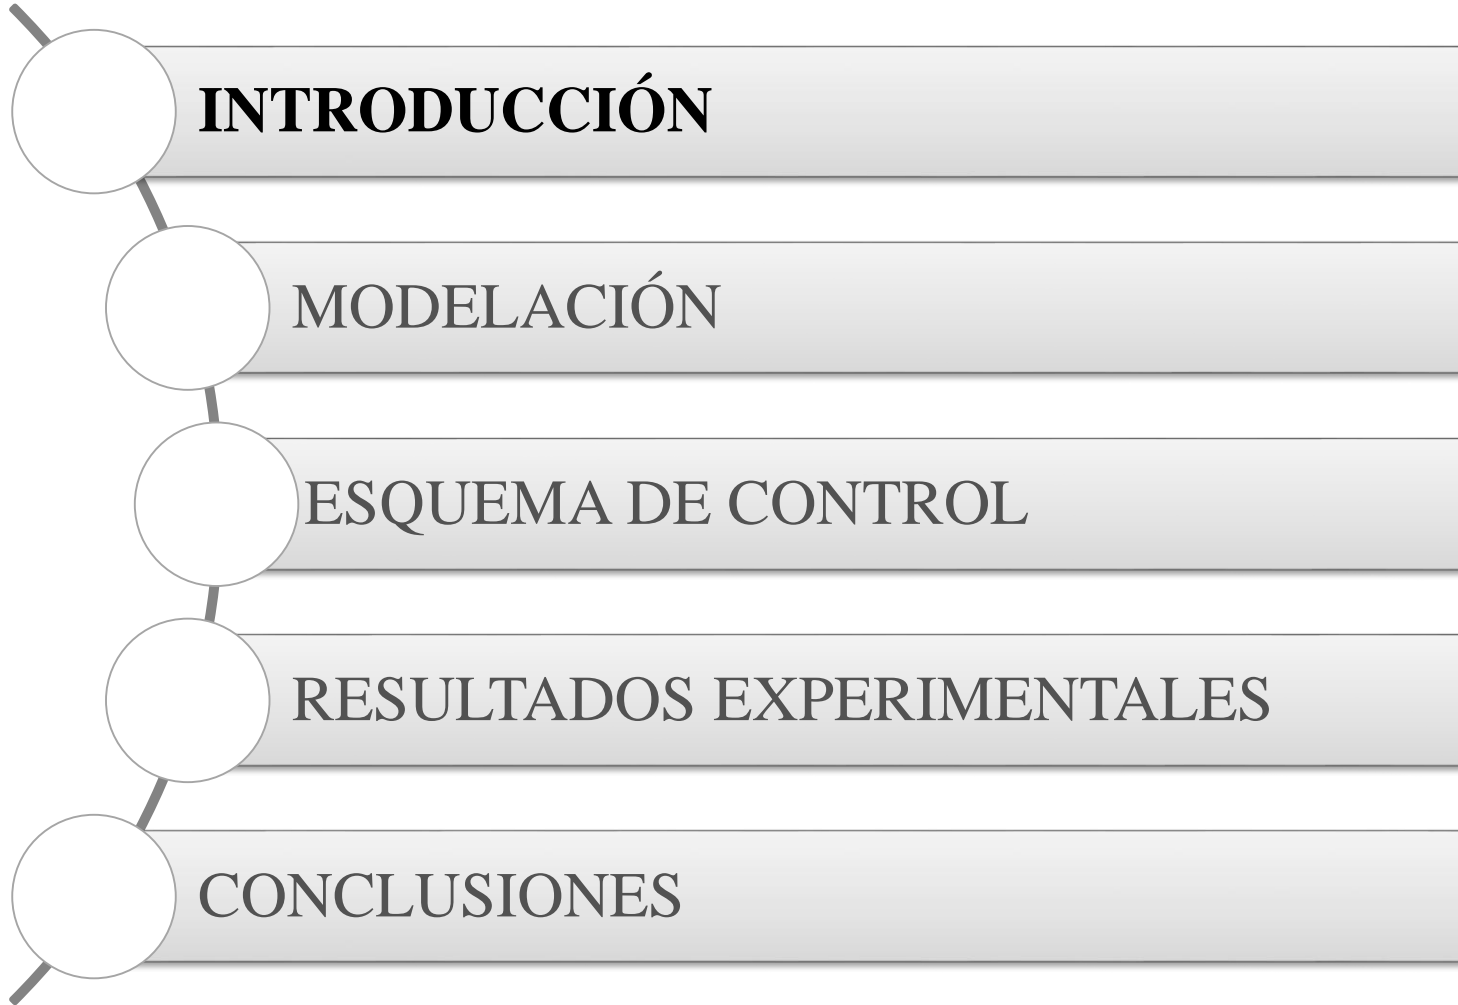 INTRODUCCIÓN
MODELACIÓN
ESQUEMA DE CONTROL
RESULTADOS EXPERIMENTALES
CONCLUSIONES